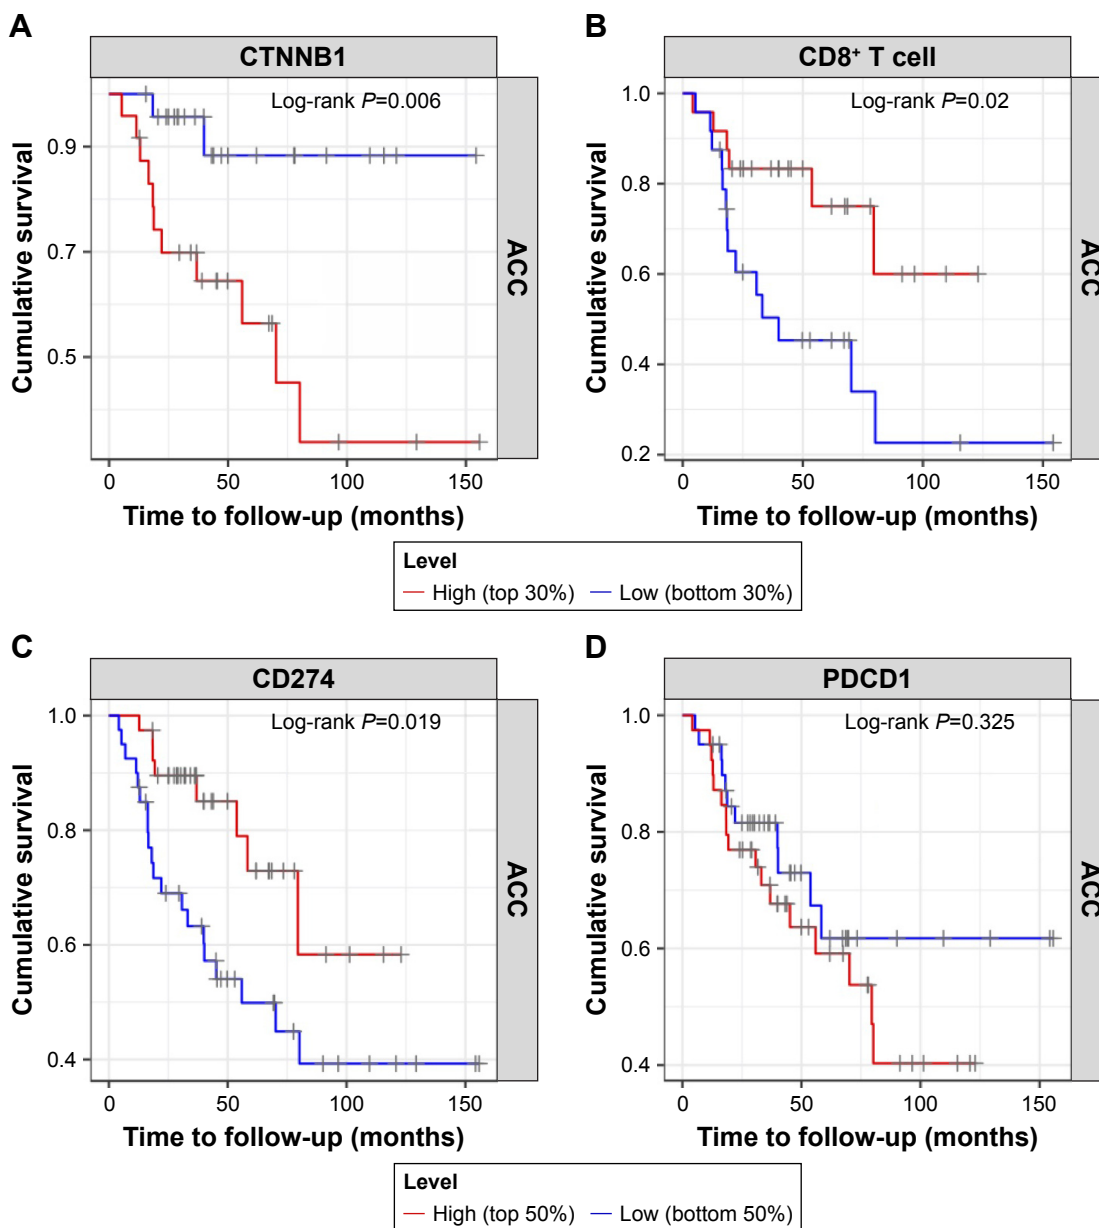 A
CTNNB1
Log-rank P=0.006
Cumulative survival
0.9
0.7
0.5
ACC
0 50 100 150
Time to follow-up (months)
B
CD8⁺ T cell
Log-rank P=0.02
Cumulative survival
1.0
0.8
0.6
0.4
0.2
ACC
0 50 100 150
Time to follow-up (months)
Level
High (top 30%) Low (bottom 30%)
C
CD274
Log-rank P=0.019
Cumulative survival
1.0
0.8
0.6
0.4
ACC
0 50 100 150
Time to follow-up (months)
D
PDCD1
Log-rank P=0.325
Cumulative survival
1.0
0.8
0.6
0.4
ACC
0 50 100 150
Time to follow-up (months)
Level
High (top 50%) Low (bottom 50%)